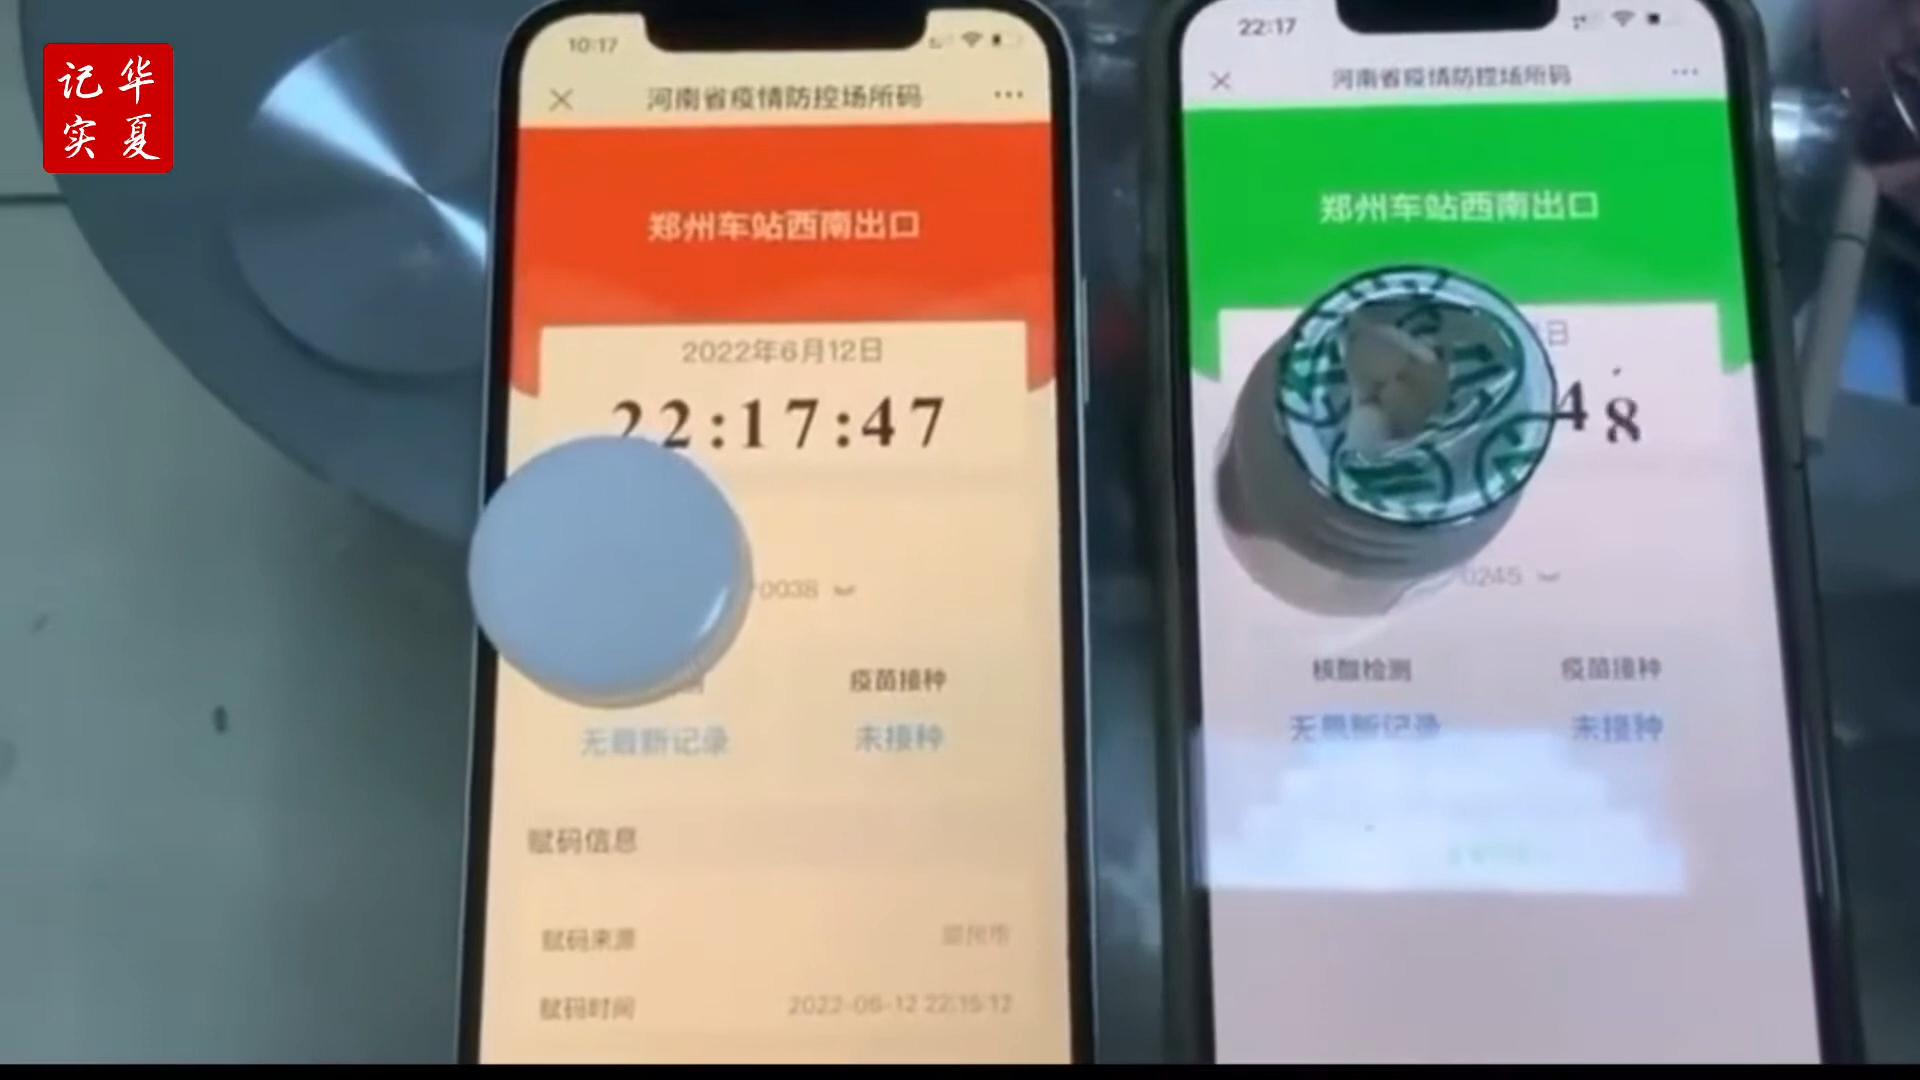 记华
实夏
10:17
河南省疫情防控场所码
郑州车站西南出口
2022年6月12日
22:17:47
0038
测
疫苗接种
无最新记录
未接种
赋码信息
赋码来源
郑州市
赋码时间
2022-06-12 22:15:12
22:17
河南省疫情防控场所码
郑州车站西南出口
日
48
0245
核酸检测
疫苗接种
无最新记录
未接种